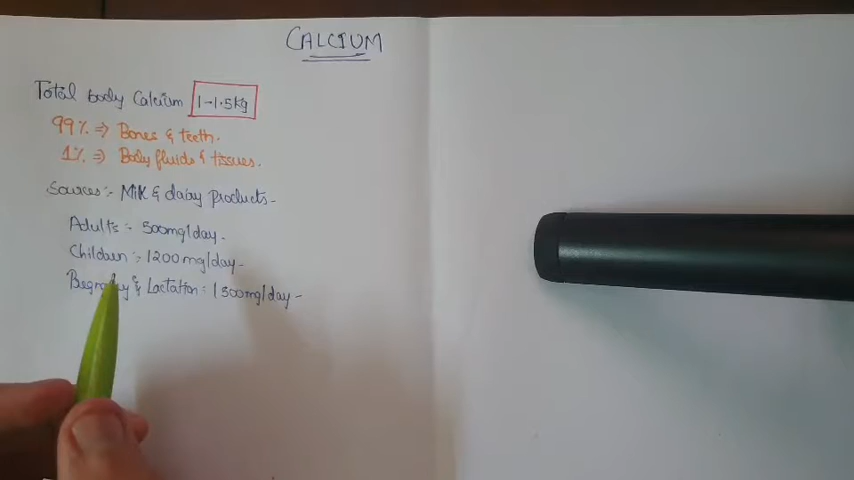 CALCIUM
Total body Calcium 1-1.5kg
99% => Bones & teeth.
1% => Body fluids & tissues.
Sources:- Milk & dairy products-
Adults:- 500mg/day-
Children:- 1200mg/day-
& Lactation:- 1500mg/day-